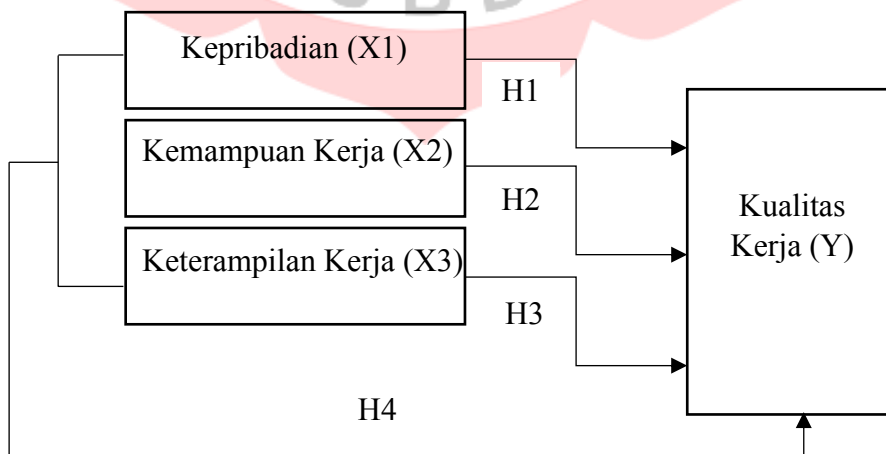 Kepribadian (X1)
H1
Kemampuan Kerja (X2)
H2
Keterampilan Kerja (X3)
H3
Kualitas
Kerja (Y)
H4